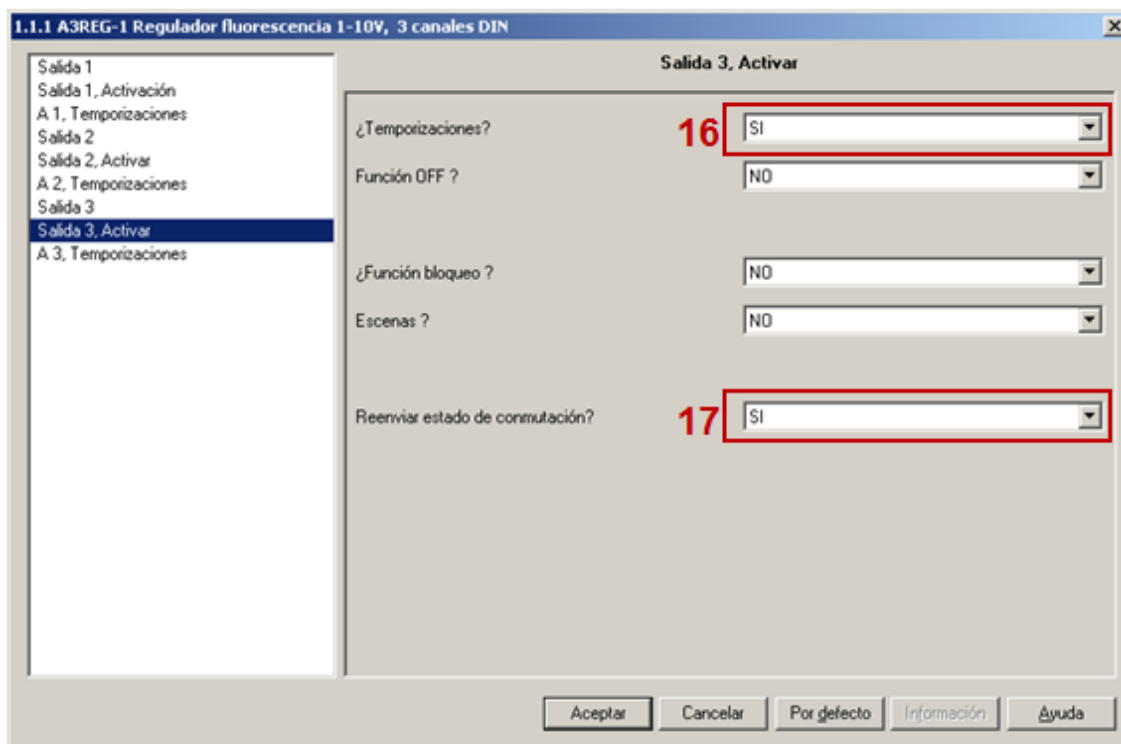 1.1.1 A3REG-1 Regulador fluorescencia 1-10V, 3 canales DIN
Salida 1
Salida 1, Activación
A 1, Temporizaciones
Salida 2
Salida 2, Activar
A 2, Temporizaciones
Salida 3
Salida 3, Activar
A 3, Temporizaciones
Salida 3, Activar
¿Temporizaciones? 16 SI
Función OFF ? NO
¿Función bloqueo ? NO
Escenas ? NO
Reenviar estado de conmutación? 17 SI
Aceptar Cancelar Por defecto Información Ayuda